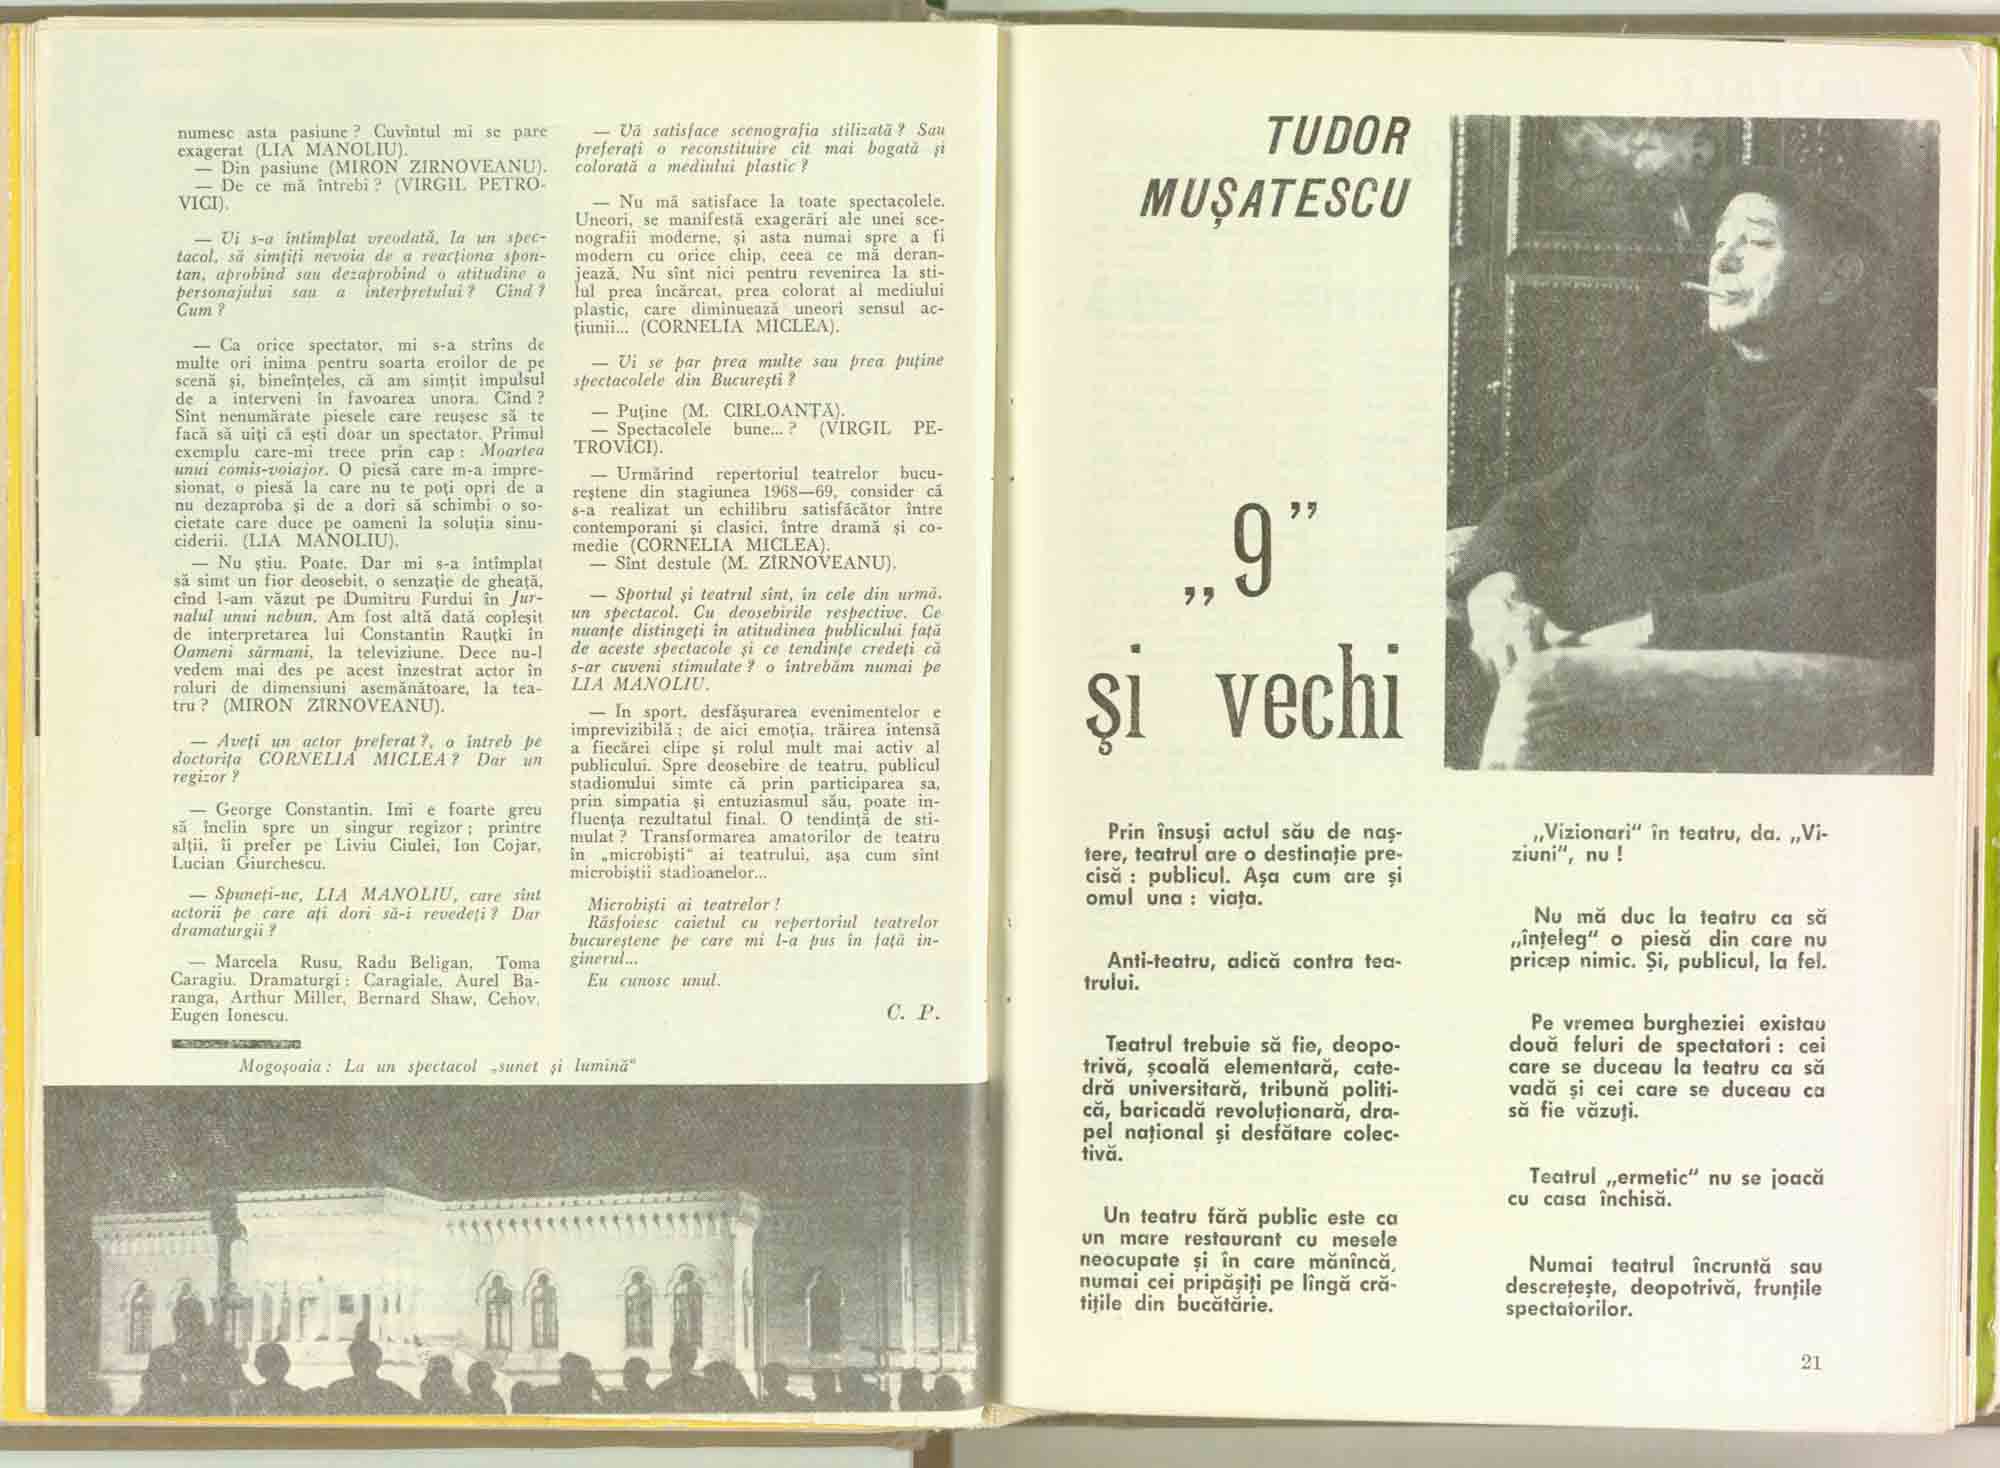 numesc asta pasiune ? Cuvîntul mi se pare
exagerat (LIA MANOLIU).
— Din pasiune (MIRON ZIRNOVEANU).
— De ce mă întrebi ? (VIRGIL PETRO-
VICI).
— Vi s-a întîmplat vreodată, la un spec-
tacol, să simțiți nevoia de a reacționa spon-
tan, aprobînd sau dezaprobînd o atitudine a
personajului sau a interpretului ? Cînd ?
Cum ?
— Ca orice spectator, mi s-a strîns de
multe ori inima pentru soarta eroilor de pe
scenă și, bineînțeles, că am simțit impulsul
de a interveni în favoarea unora. Cînd ?
Sînt nenumărate piesele care reușesc să te
facă să uiți că ești doar un spectator. Primul
exemplu care-mi trece prin cap : Moartea
unui comis-voiajor. O piesă care m-a impre-
sionat, o piesă la care nu te poți opri de a
nu dezaproba și de a dori să schimbi o so-
cietate care duce pe oameni la soluția sinu-
ciderii. (LIA MANOLIU).
— Nu știu. Poate. Dar mi s-a întîmplat
să simt un fior deosebit, o senzație de gheață,
cînd l-am văzut pe Dumitru Furdui în Jur-
nalul unui nebun. Am fost altă dată copleșit
de interpretarea lui Constantin Rauțki în
Oameni sărmani, la televiziune. Dece nu-l
vedem mai des pe acest înzestrat actor în
roluri de dimensiuni asemănătoare, la tea-
tru ? (MIRON ZIRNOVEANU).
— Aveți un actor preferat ?, o întreb pe
doctorița CORNELIA MICLEA ? Dar un
regizor ?
— George Constantin. Imi e foarte greu
să înclin spre un singur regizor ; printre
alții, îi prefer pe Liviu Ciulei, Ion Cojar,
Lucian Giurchescu.
— Spuneți-ne, LIA MANOLIU, care sînt
actorii pe care ați dori să-i revedeți ? Dar
dramaturgii ?
— Marcela Rusu, Radu Beligan, Toma
Caragiu. Dramaturgi : Caragiale, Aurel Ba-
ranga, Arthur Miller, Bernard Shaw, Cehov,
Eugen Ionescu.
— Vă satisface scenografia stilizată ? Sau
preferați o reconstituire cît mai bogată și
colorată a mediului plastic ?
— Nu mă satisface la toate spectacolele.
Uneori, se manifestă exagerări ale unei sce-
nografii moderne, și asta numai spre a fi
modern cu orice chip, ceea ce mă deran-
jează. Nu sînt nici pentru revenirea la sti-
lul prea încărcat, prea colorat al mediului
plastic, care diminuează uneori sensul ac-
țiunii... (CORNELIA MICLEA).
— Vi se par prea multe sau prea puține
spectacolele din București ?
— Puține (M. CIRLOANȚĂ).
— Spectacolele bune... ? (VIRGIL PE-
TROVICI).
— Urmărind repertoriul teatrelor bucu-
reștene din stagiunea 1968—69, consider că
s-a realizat un echilibru satisfăcător între
contemporani și clasici, între dramă și co-
medie (CORNELIA MICLEA).
— Sînt destule (M. ZÎRNOVEANU).
— Sportul și teatrul sînt, în cele din urmă,
un spectacol. Cu deosebirile respective. Ce
nuanțe distingeți în atitudinea publicului față
de aceste spectacole și ce tendințe credeți că
s-ar cuveni stimulate ? o întrebăm numai pe
LIA MANOLIU.
— In sport, desfășurarea evenimentelor e
imprevizibilă ; de aici emoția, trăirea intensă
a fiecărei clipe și rolul mult mai activ al
publicului. Spre deosebire de teatru, publicul
stadionului simte că prin participarea sa,
prin simpatia și entuziasmul său, poate in-
fluența rezultatul final. O tendință de sti-
mulat ? Transformarea amatorilor de teatru
în „microbiști" ai teatrului, așa cum sînt
microbiștii stadioanelor...
Microbiști ai teatrelor !
Răsfoiesc caietul cu repertoriul teatrelor
bucureștene pe care mi l-a pus în față in-
ginerul...
Eu cunosc unul.
C. P.
Mogoșoaia : La un spectacol „sunet și lumină"
TUDOR
MUȘATESCU
„9”
și vechi
Prin însuși actul său de naș-
tere, teatrul are o destinație pre-
cisă : publicul. Așa cum are și
omul una : viața.
Anti-teatru, adică contra tea-
trului.
Teatrul trebuie să fie, deopo-
trivă, școală elementară, cate-
dră universitară, tribună politi-
că, baricadă revoluționară, dra-
pel național și desfătare colec-
tivă.
Un teatru fără public este ca
un mare restaurant cu mesele
neocupate și în care mănîncă,
numai cei pripășiți pe lîngă cră-
tițile din bucătărie.
„Vizionari" în teatru, da. „Vi-
ziuni", nu !
Nu mă duc la teatru ca să
„înțeleg" o piesă din care nu
pricep nimic. Și, publicul, la fel.
Pe vremea burgheziei existau
două feluri de spectatori : cei
care se duceau la teatru ca să
vadă și cei care se duceau ca
să fie văzuți.
Teatrul „ermetic" nu se joacă
cu casa închisă.
Numai teatrul încruntă sau
descrețește, deopotrivă, frunțile
spectatorilor.
21